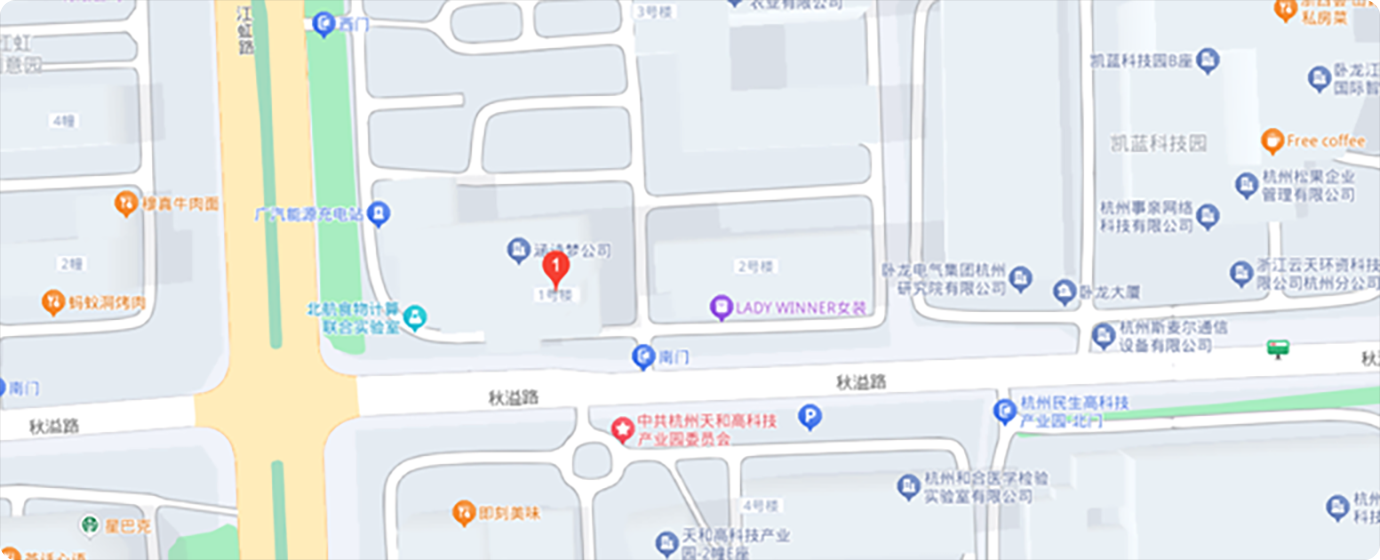 江虹路
西门
3号楼
农业有限公司
私房菜
江虹
意园
凯蓝科技园B座
卧龙江
国际智
4幢
凯蓝科技园
Free coffee
穆真牛肉面
广汽能源充电站
杭州松果企业
管理有限公司
杭州事泉网络
科技有限公司
涵诗梦公司
1
1号楼
2幢
2号楼
卧龙电气集团杭州
研究院有限公司
卧龙大厦
浙江云天环资科技
限公司杭州分公司
蚂蚁洞烤肉
北航食物计算
联合实验室
LADY WINNER女装
杭州斯麦尔通信
设备有限公司
南门
南门
秋溢路
秋溢路
秋溢路
中共杭州天和高科技
产业园委员会
P
杭州民生高科技
产业园-北门
杭州和合医学检验
实验室有限公司
即刻美味
4号楼
天和高科技产业
园-2幢E座
杭州
科技
星巴克